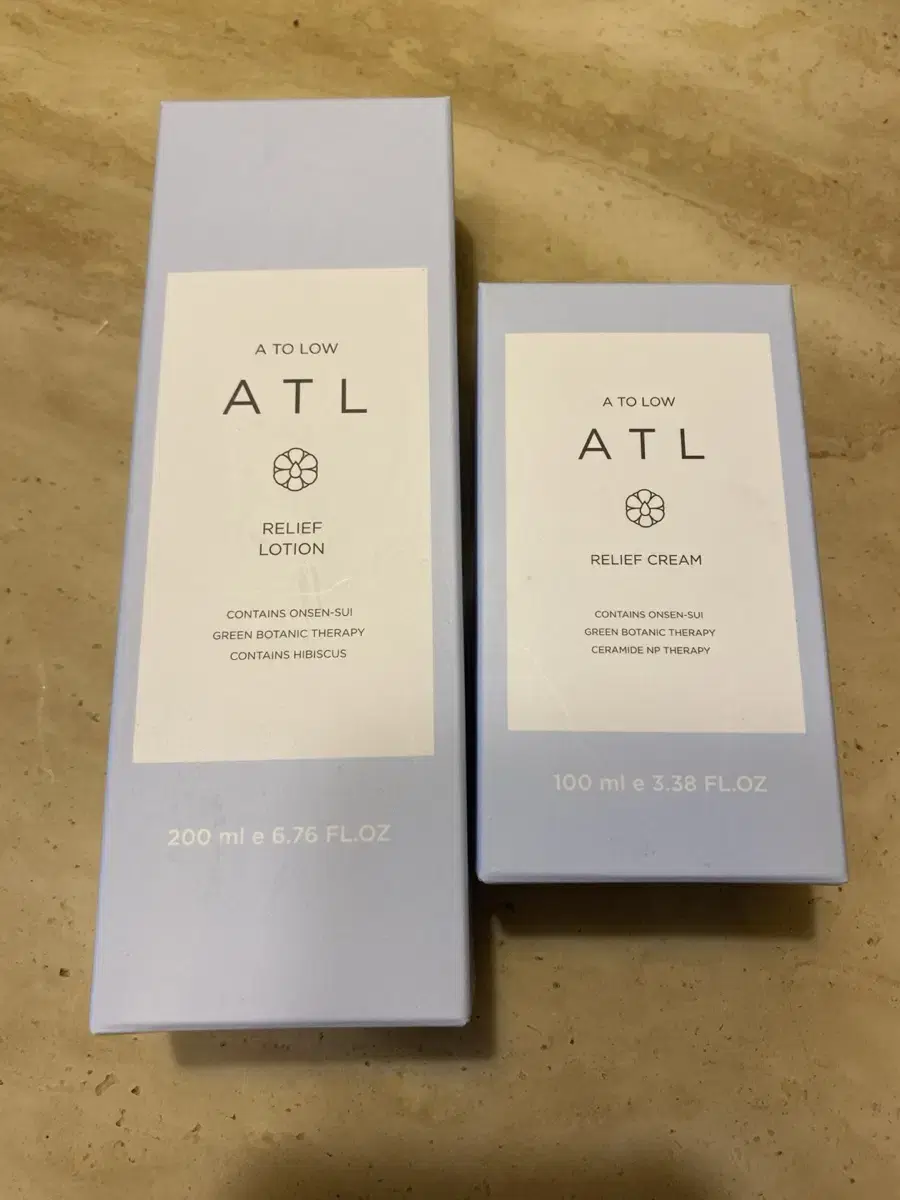 A TO LOW
ATL
RELIEF
LOTION
CONTAINS ONSEN-SUI
GREEN BOTANIC THERAPY
CONTAINS HIBISCUS
200 ml e 6.76 FL.OZ
A TO LOW
ATL
RELIEF CREAM
CONTAINS ONSEN-SUI
GREEN BOTANIC THERAPY
CERAMIDE NP THERAPY
100 ml e 3.38 FL.OZ